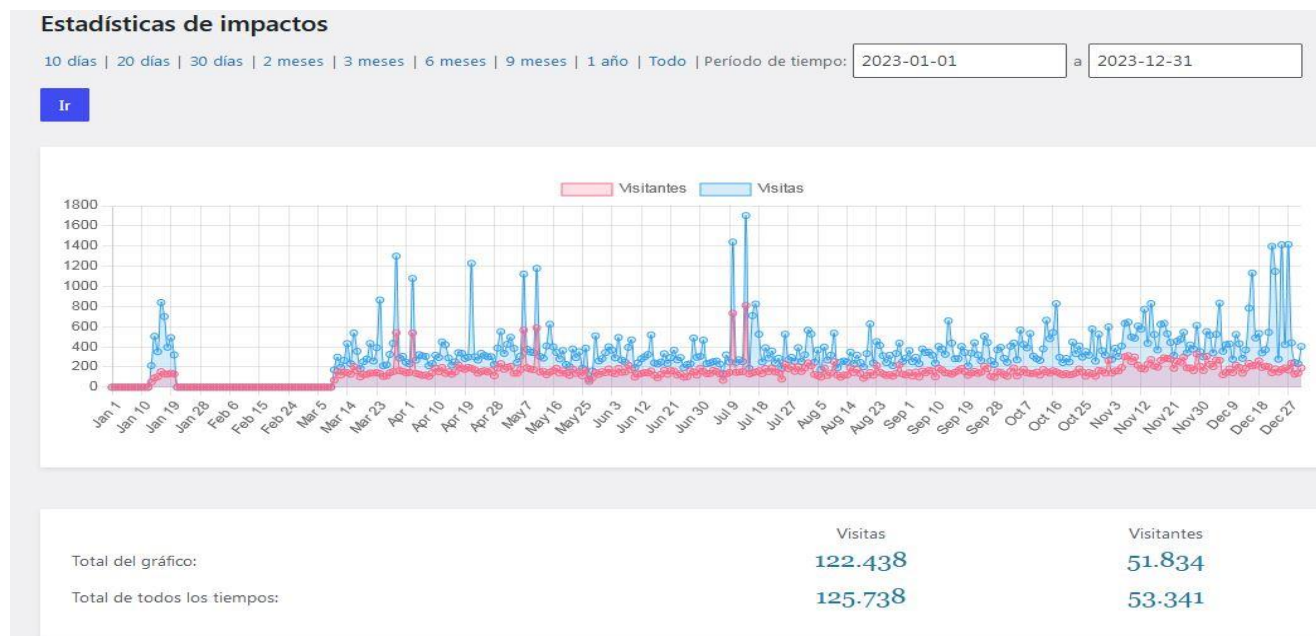 Estadísticas de impactos
10 días | 20 días | 30 días | 2 meses | 3 meses | 6 meses | 9 meses | 1 año | Todo | Período de tiempo: 2023-01-01 a 2023-12-31
Ir
Visitantes Visitas
1800
1600
1400
1200
1000
800
600
400
200
0
Jan 1 Jan 10 Jan 19 Jan 28 Feb 6 Feb 15 Feb 24 Mar 5 Mar 14 Mar 23 Apr 1 Apr 10 Apr 19 Apr 28 May 7 May 16 May 25 Jun 3 Jun 12 Jun 21 Jun 30 Jul 9 Jul 18 Jul 27 Aug 5 Aug 14 Aug 23 Sep 1 Sep 10 Sep 19 Sep 28 Oct 7 Oct 16 Oct 25 Nov 3 Nov 12 Nov 21 Nov 30 Dec 9 Dec 18 Dec 27
Visitas Visitantes
Total del gráfico: 122.438 51.834
Total de todos los tiempos: 125.738 53.341